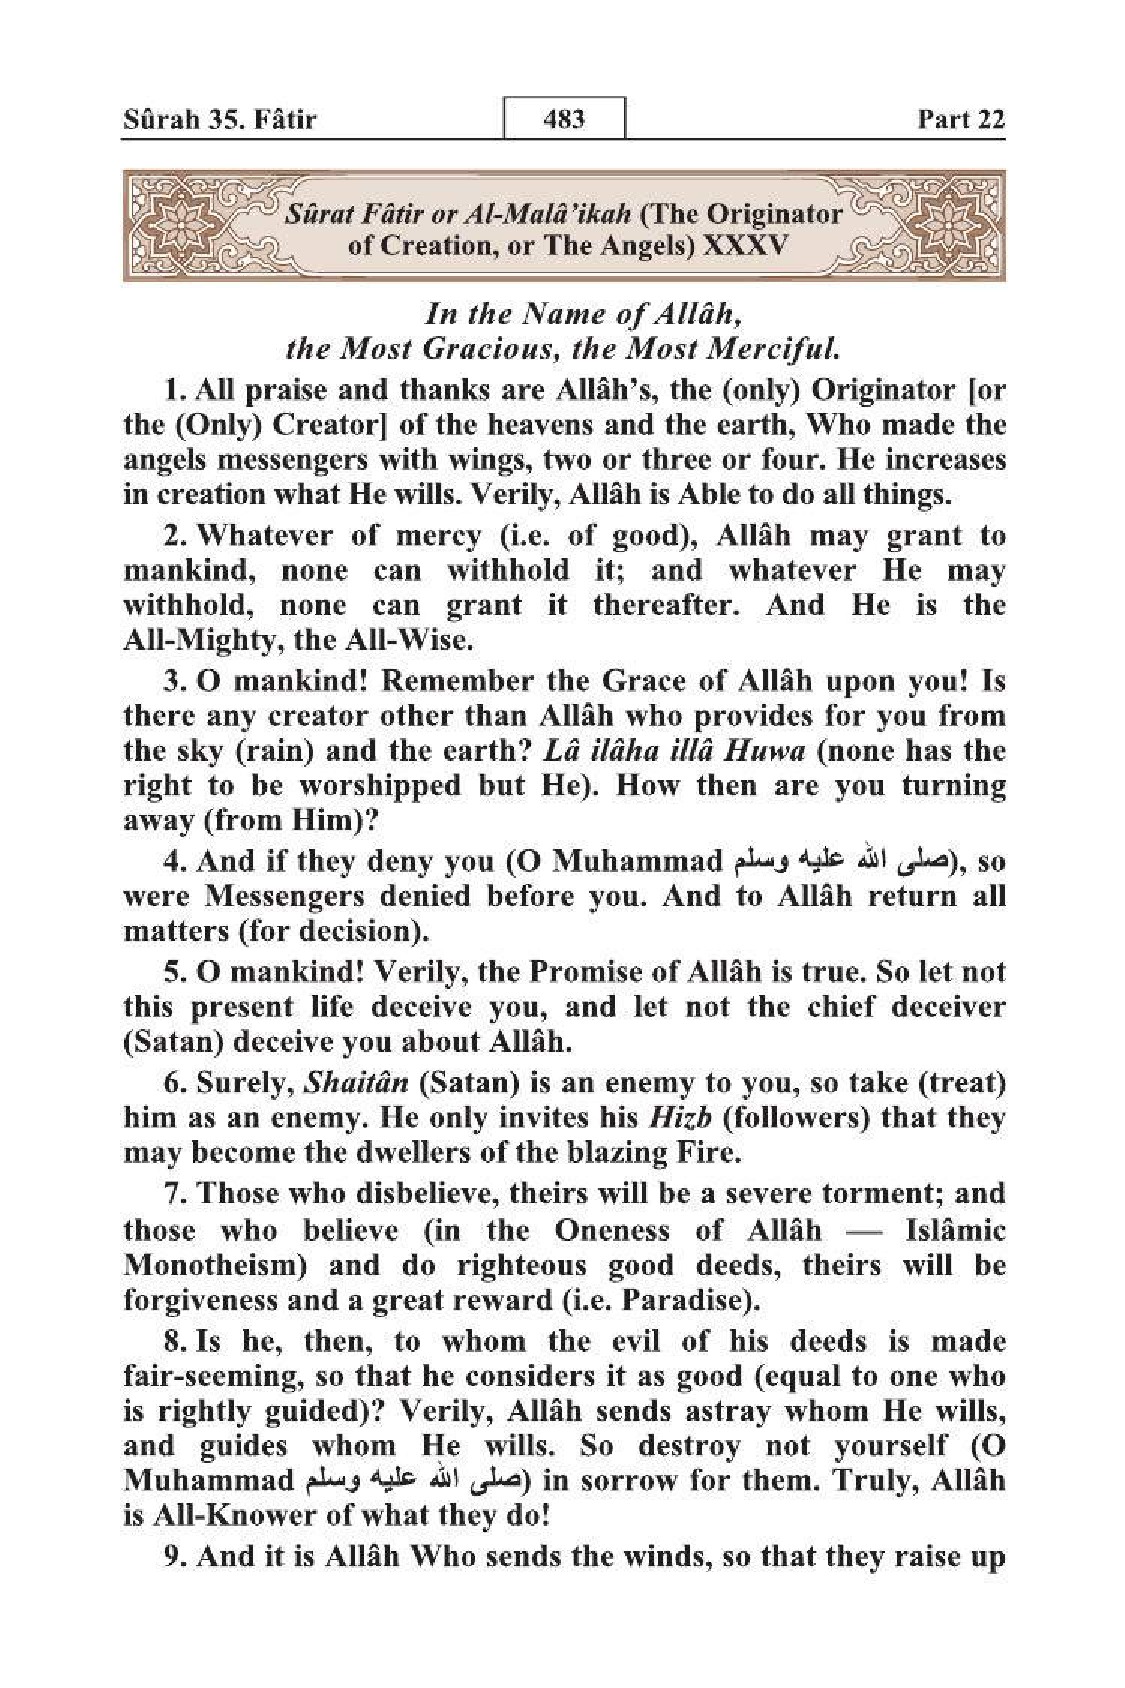 Sûrah 35. Fâtir 483 Part 22
Sûrat Fâtir or Al-Malâ’ikah (The Originator
of Creation, or The Angels) XXXV
In the Name of Allâh,
the Most Gracious, the Most Merciful.
1. All praise and thanks are Allâh’s, the (only) Originator [or
the (Only) Creator] of the heavens and the earth, Who made the
angels messengers with wings, two or three or four. He increases
in creation what He wills. Verily, Allâh is Able to do all things.
2. Whatever of mercy (i.e. of good), Allâh may grant to
mankind, none can withhold it; and whatever He may
withhold, none can grant it thereafter. And He is the
All-Mighty, the All-Wise.
3. O mankind! Remember the Grace of Allâh upon you! Is
there any creator other than Allâh who provides for you from
the sky (rain) and the earth? Lâ ilâha illâ Huwa (none has the
right to be worshipped but He). How then are you turning
away (from Him)?
4. And if they deny you (O Muhammad صلى الله عليه وسلم), so
were Messengers denied before you. And to Allâh return all
matters (for decision).
5. O mankind! Verily, the Promise of Allâh is true. So let not
this present life deceive you, and let not the chief deceiver
(Satan) deceive you about Allâh.
6. Surely, Shaitân (Satan) is an enemy to you, so take (treat)
him as an enemy. He only invites his Hizb (followers) that they
may become the dwellers of the blazing Fire.
7. Those who disbelieve, theirs will be a severe torment; and
those who believe (in the Oneness of Allâh — Islâmic
Monotheism) and do righteous good deeds, theirs will be
forgiveness and a great reward (i.e. Paradise).
8. Is he, then, to whom the evil of his deeds is made
fair-seeming, so that he considers it as good (equal to one who
is rightly guided)? Verily, Allâh sends astray whom He wills,
and guides whom He wills. So destroy not yourself (O
Muhammad صلى الله عليه وسلم) in sorrow for them. Truly, Allâh
is All-Knower of what they do!
9. And it is Allâh Who sends the winds, so that they raise up